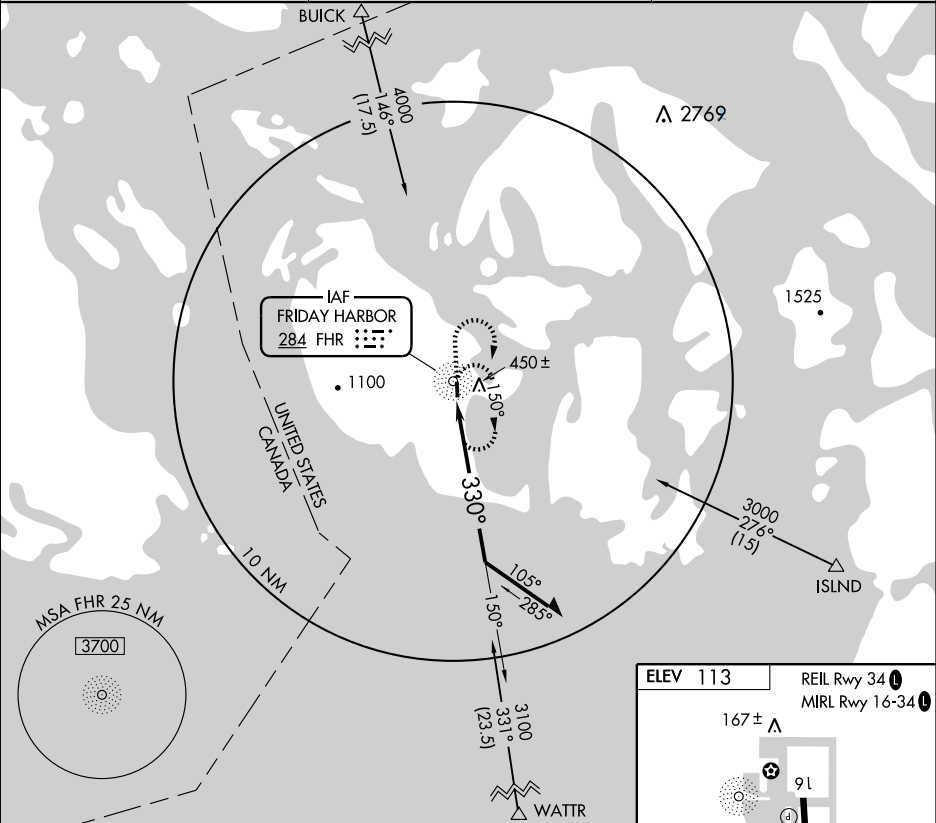 BUICK
4000
146°
(17.5)
2769
1525
IAF
FRIDAY HARBOR
284 FHR
450 ±
1100
150°
UNITED STATES
CANADA
330°
3000
276°
(15)
ISLND
10 NM
105°
285°
150°
MSA FHR 25 NM
3700
3100
331°
(23.5)
WATTR
ELEV 113
REIL Rwy 34 L
MIRL Rwy 16-34 L
167 ±
16
P